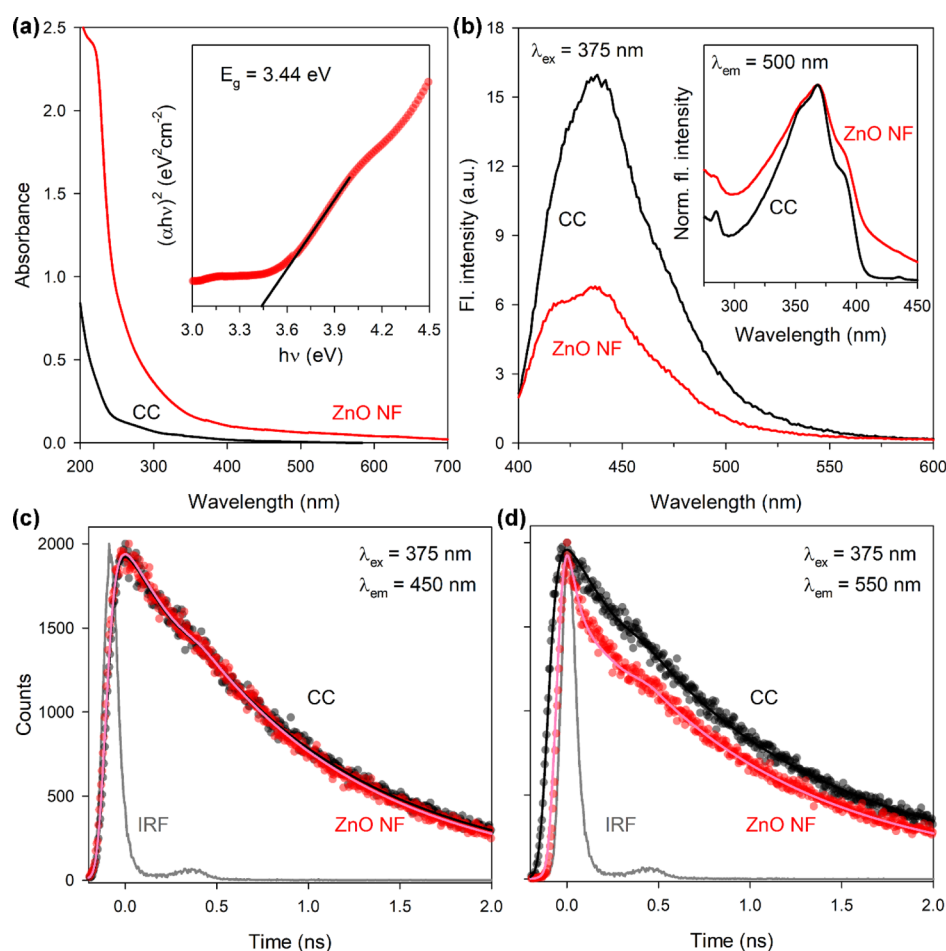 (a)
2.5
2.0
1.5
1.0
0.5
0.0
Absorbance
200 300 400 500 600 700
Wavelength (nm)
CC
ZnO NF
E_g = 3.44 eV
(αhν)² (eV²cm⁻²)
3.0 3.3 3.6 3.9 4.2 4.5
hν (eV)
(b)
λ_ex = 375 nm
18
15
12
9
6
3
0
Fl. intensity (a.u.)
400 450 500 550 600
Wavelength (nm)
CC
ZnO NF
λ_em = 500 nm
Norm. fl. intensity
ZnO NF
CC
300 350 400 450
Wavelength (nm)
(c)
λ_ex = 375 nm
λ_em = 450 nm
2000
1500
1000
500
0
Counts
CC
IRF
ZnO NF
0.0 0.5 1.0 1.5 2.0
Time (ns)
(d)
λ_ex = 375 nm
λ_em = 550 nm
CC
IRF
ZnO NF
0.0 0.5 1.0 1.5 2.0
Time (ns)